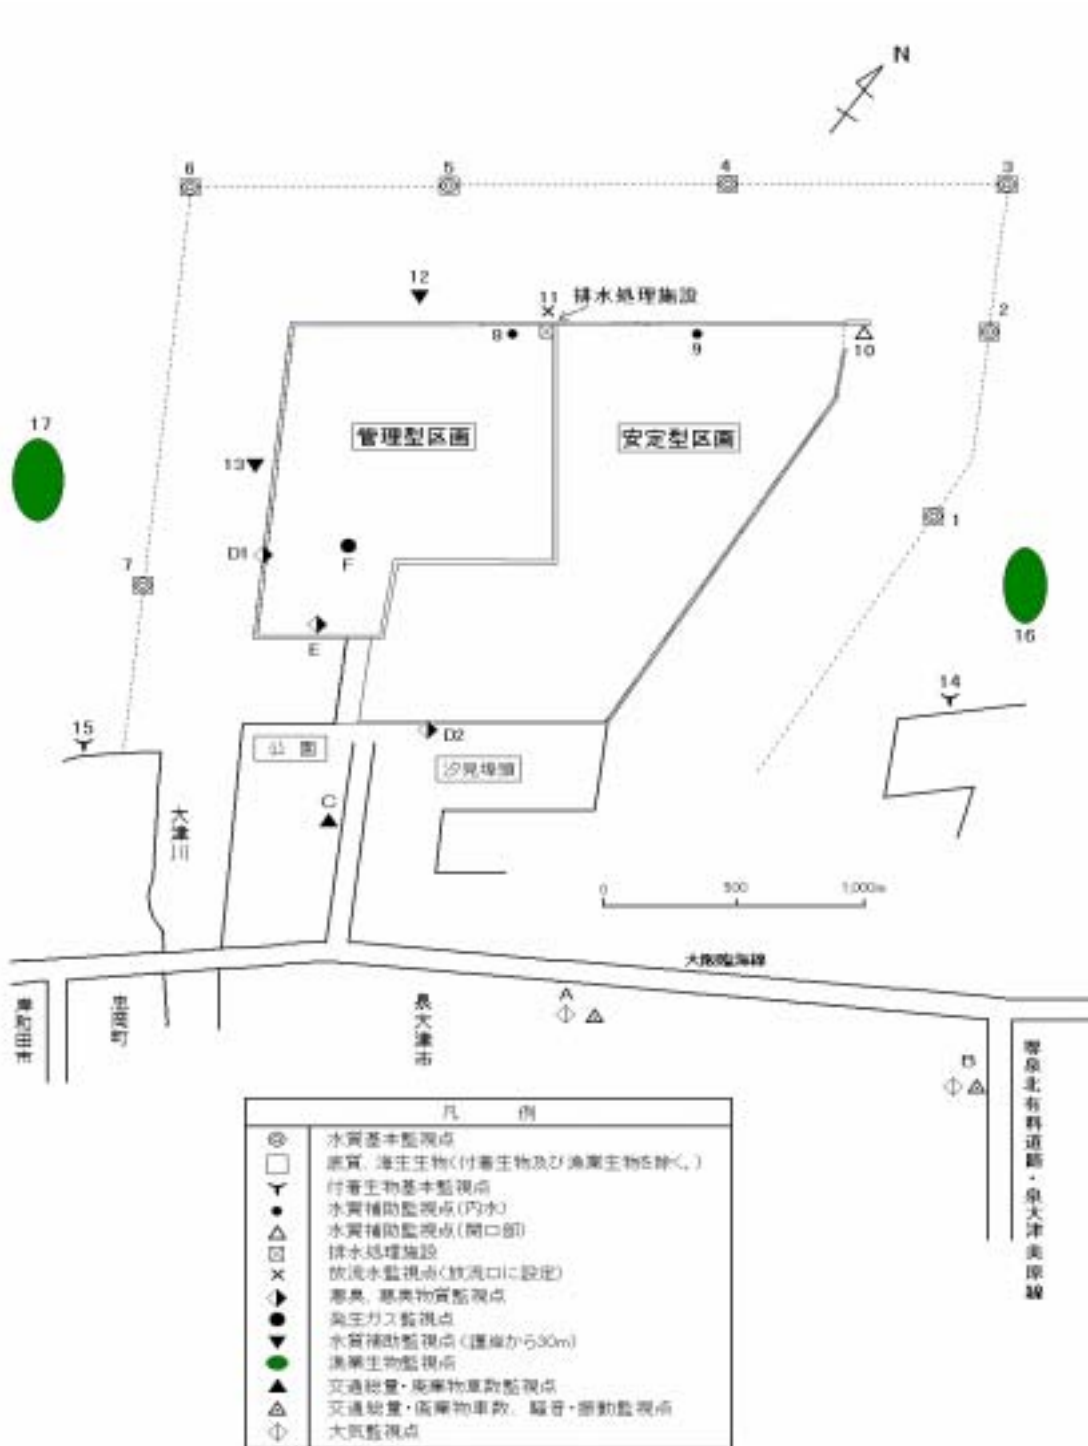 N
6
5
4
3
12
11
排水処理施設
2
8
9
10
17
管理型区画
安定型区画
13
1
D1
F
7
16
E
14
15
D2
公園
汐見埠頭
C
大津川
0
500
1,000m
大阪臨海線
A
岸和田市
忠岡町
泉大津市
B
堺泉北有料道路・泉大津美原線
凡 例
水質基本監視点
底質、海生生物(付着生物及び漁業生物を除く。)
付着生物基本監視点
水質補助監視点(内水)
水質補助監視点(開口部)
排水処理施設
放流水監視点(放流口に設定)
悪臭、悪臭物質監視点
発生ガス監視点
水質補助監視点(護岸から30m)
漁業生物監視点
交通総量・廃棄物車数監視点
交通総量・廃棄物車数、騒音・振動監視点
大気監視点